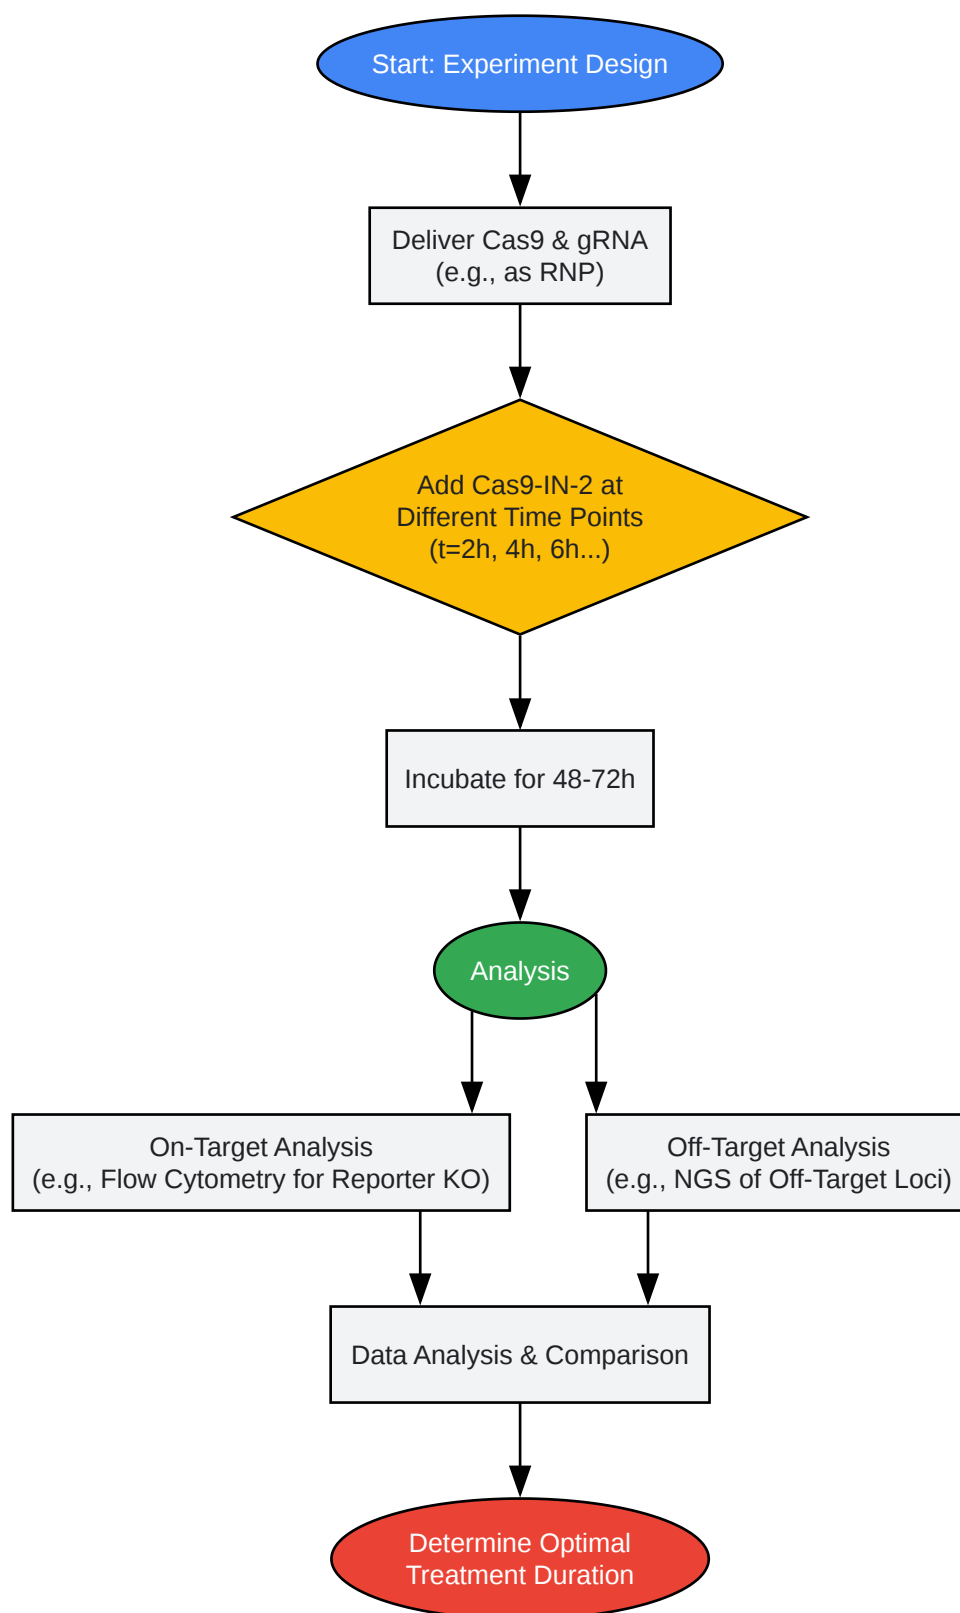 Start: Experiment Design
Deliver Cas9 & gRNA
(e.g., as RNP)
Add Cas9-IN-2 at
Different Time Points
(t=2h, 4h, 6h...)
Incubate for 48-72h
Analysis
On-Target Analysis
(e.g., Flow Cytometry for Reporter KO)
Off-Target Analysis
(e.g., NGS of Off-Target Loci)
Data Analysis & Comparison
Determine Optimal
Treatment Duration